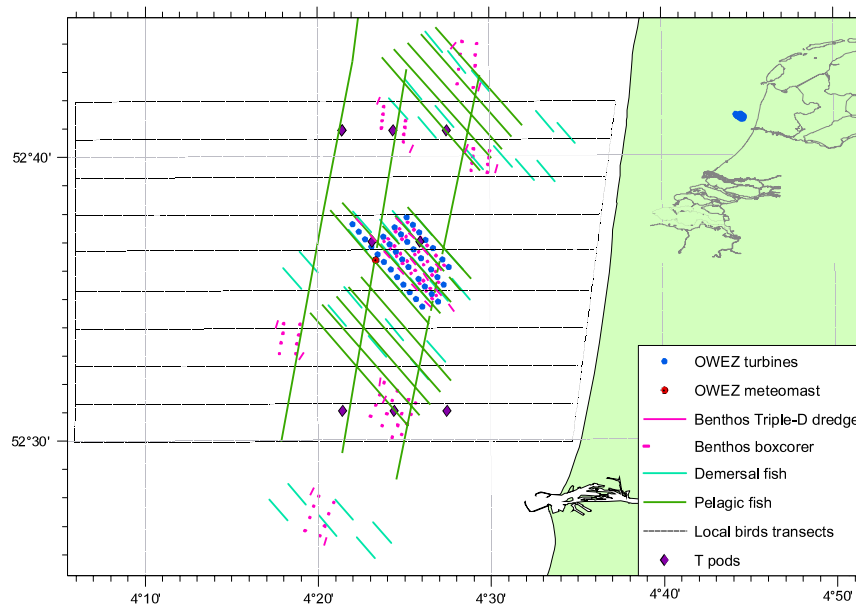 52°40'
52°30'
OWEZ turbines
OWEZ meteomast
Benthos Triple-D dredge
Benthos boxcorer
Demersal fish
Pelagic fish
Local birds transects
T pods
4°10'
4°20'
4°30'
4°40'
4°50'